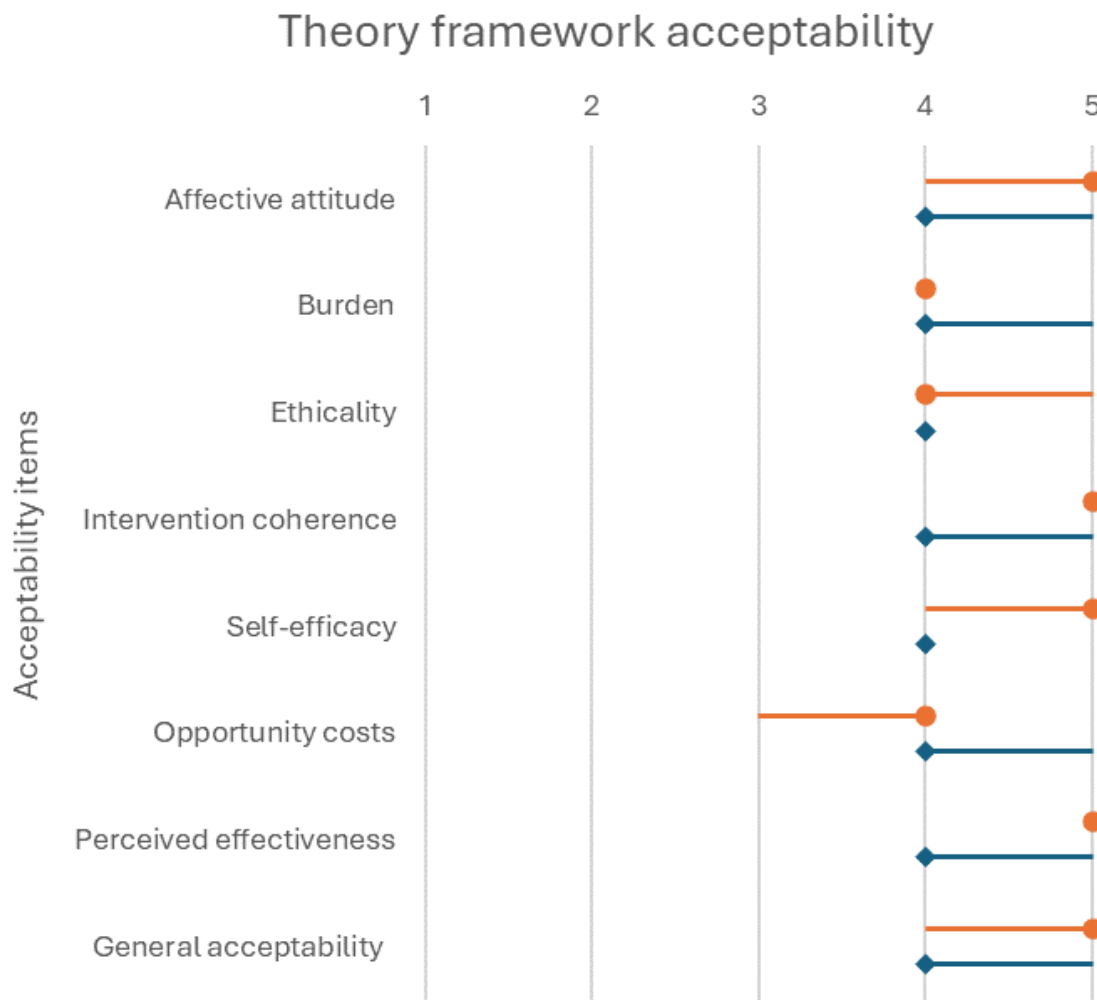 Theory framework acceptability
1 2 3 4 5
Affective attitude
Burden
Ethicality
Intervention coherence
Self-efficacy
Opportunity costs
Perceived effectiveness
General acceptability
Acceptability items